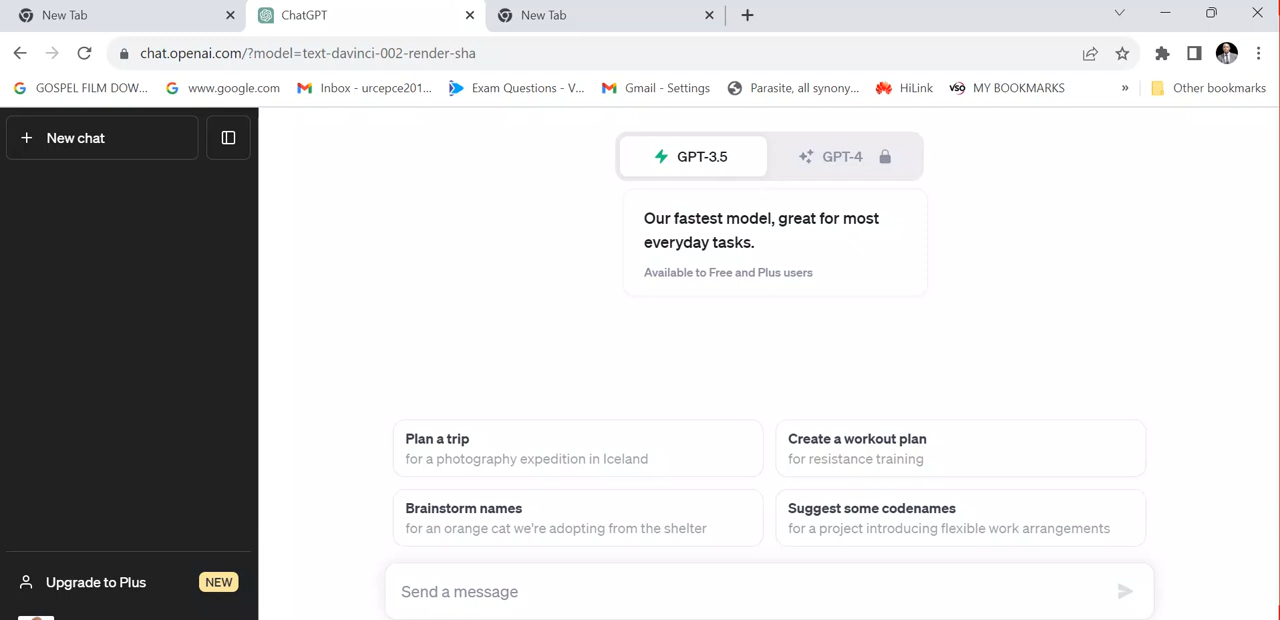 New Tab
ChatGPT
New Tab
chat.openai.com/?model=text-davinci-002-render-sha
GOSPEL FILM DOW...
www.google.com
Inbox - urcepce201...
Exam Questions - V...
Gmail - Settings
Parasite, all synony...
HiLink
VSO MY BOOKMARKS
»
Other bookmarks
+ New chat
GPT-3.5
GPT-4
Our fastest model, great for most
everyday tasks.
Available to Free and Plus users
Plan a trip
for a photography expedition in Iceland
Create a workout plan
for resistance training
Brainstorm names
for an orange cat we're adopting from the shelter
Suggest some codenames
for a project introducing flexible work arrangements
Upgrade to Plus
NEW
Send a message